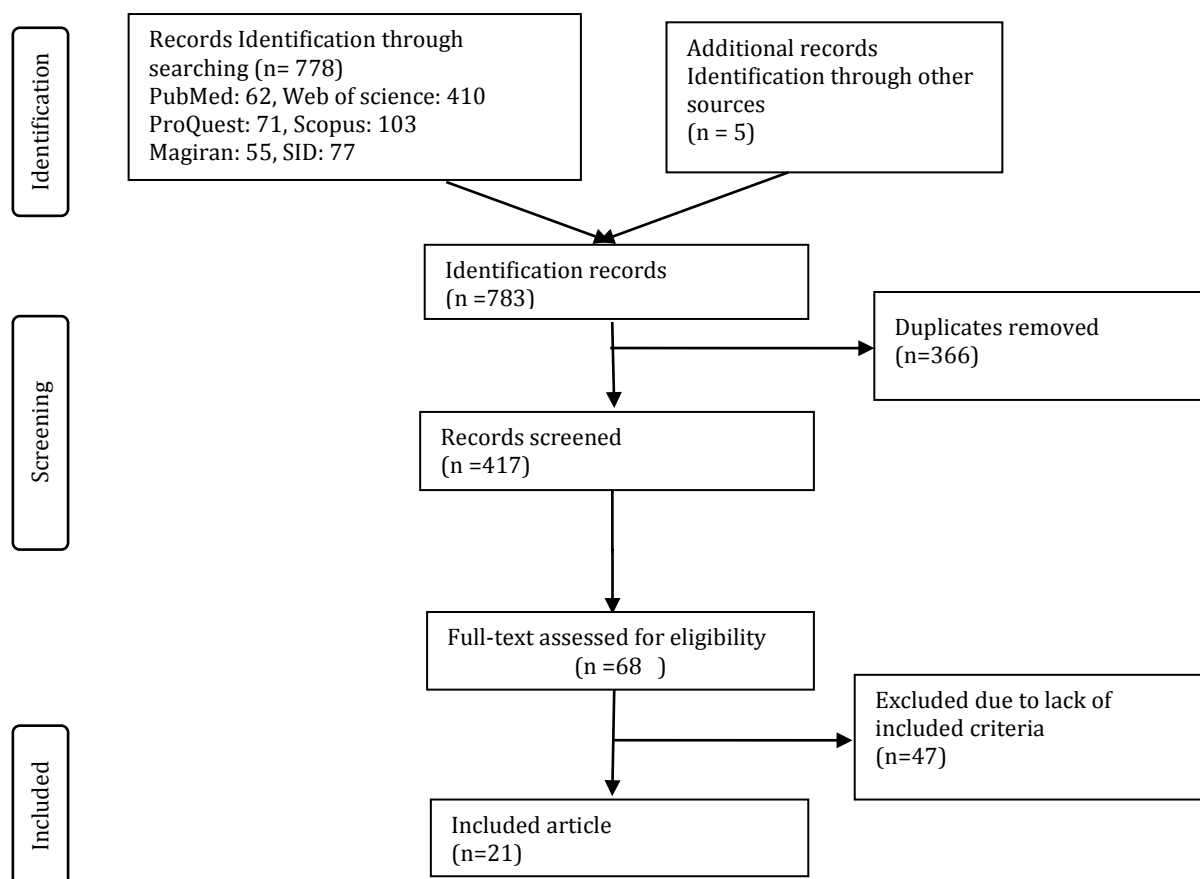 Identification
Records Identification through
searching (n= 778)
PubMed: 62, Web of science: 410
ProQuest: 71, Scopus: 103
Magiran: 55, SID: 77
Additional records
Identification through other
sources
(n = 5)
Identification records
(n =783)
Screening
Duplicates removed
(n=366)
Records screened
(n =417)
Full-text assessed for eligibility
(n =68   )
Included
Excluded due to lack of
included criteria
(n=47)
Included article
(n=21)